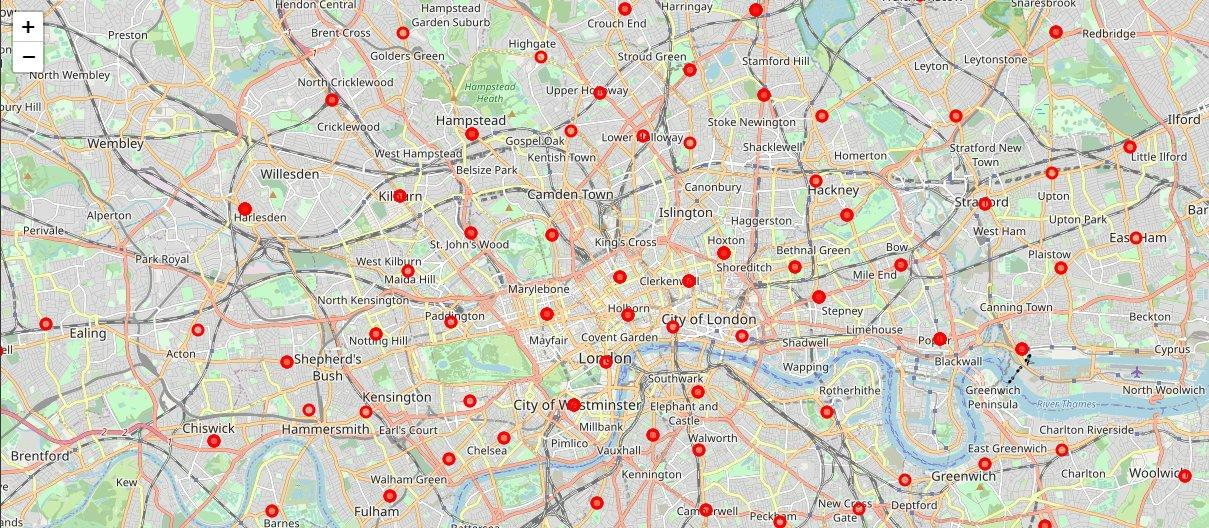 Hendon Central
Hampstead
Garden Suburb
Crouch End
Harringay
Redbridge
Preston
Brent Cross
Golders Green
Highgate
Stroud Green
Stamford Hill
Leyton
Leytonstone
+
−
North Wembley
North Cricklewood
Hampstead
Heath
Upper Holloway
bury Hill
Cricklewood
Hampstead
Stoke Newington
Ilford
Wembley
West Hampstead
Gospel Oak
Lower Holloway
Shacklewell
Stratford New
Town
Kentish Town
Homerton
Little Ilford
Willesden
Belsize Park
Camden Town
Canonbury
Hackney
Kilburn
Stratford
Upton
Alperton
Harlesden
Islington
Haggerston
Upton Park
Bar
Perivale
St. John's Wood
King's Cross
Hoxton
Bethnal Green
Bow
West Ham
East Ham
Park Royal
West Kilburn
Maida Hill
Marylebone
Clerkenwell
Shoreditch
Mile End
Plaistow
North Kensington
Paddington
Holborn
City of London
Stepney
Canning Town
Beckton
Ealing
Notting Hill
Mayfair
Covent Garden
Shadwell
Limehouse
Poplar
Acton
Shepherd's
Bush
London
Wapping
Blackwall
Cyprus
Kensington
Southwark
Rotherhithe
Greenwich
Peninsula
North Woolwich
River Thames
City of Westminster
Elephant and
Castle
Chiswick
Hammersmith
Earl's Court
Millbank
Charlton Riverside
Brentford
Chelsea
Pimlico
Vauxhall
Walworth
East Greenwich
Kew
Walham Green
Kennington
Greenwich
Charlton
Woolwich
Fulham
Deptford
Barnes
Camberwell
Peckham
New Cross
Gate